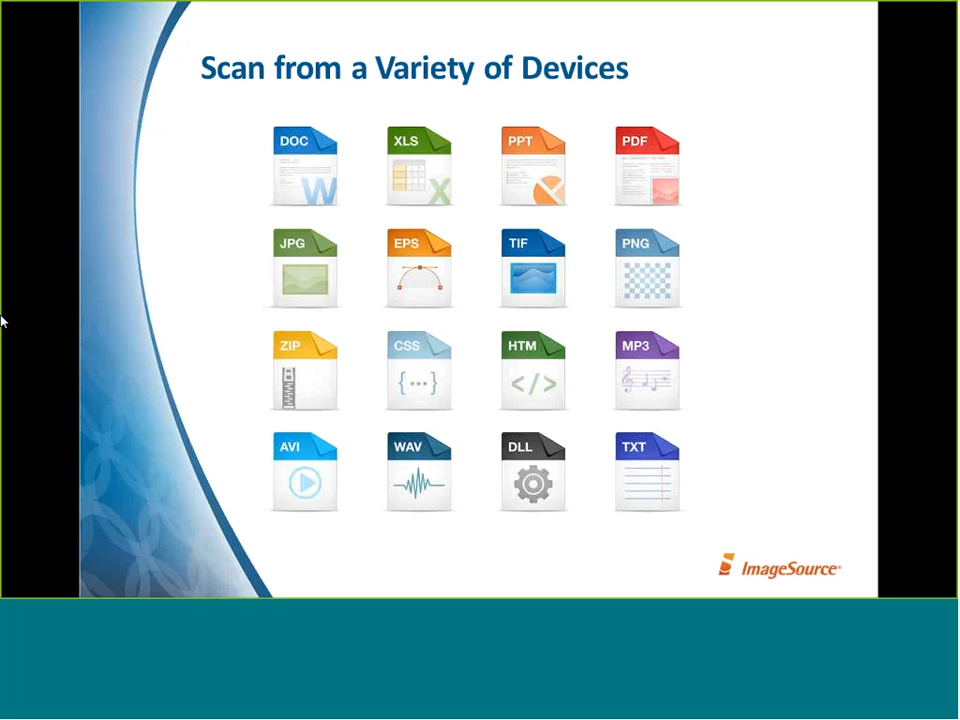 Scan from a Variety of Devices
DOC XLS PPT PDF
W X
JPG EPS TIF PNG
ZIP CSS HTM MP3
{...} </>
AVI WAV DLL TXT
ImageSource®